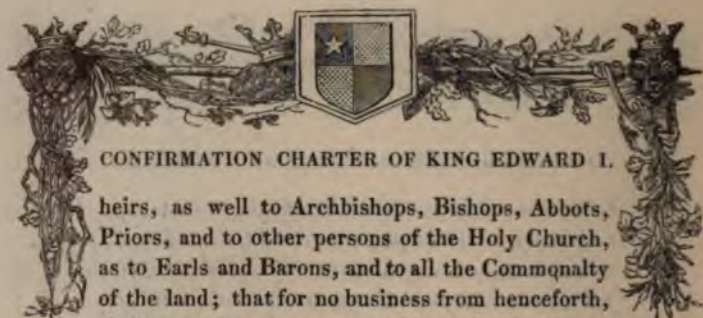 CONFIRMATION CHARTER OF KING EDWARD I.
heirs, as well to Archbishops, Bishops, Abbots,
Priors, and to other persons of the Holy Church,
as to Earls and Barons, and to all the Commqnalty
of the land; that for no business from henceforth,